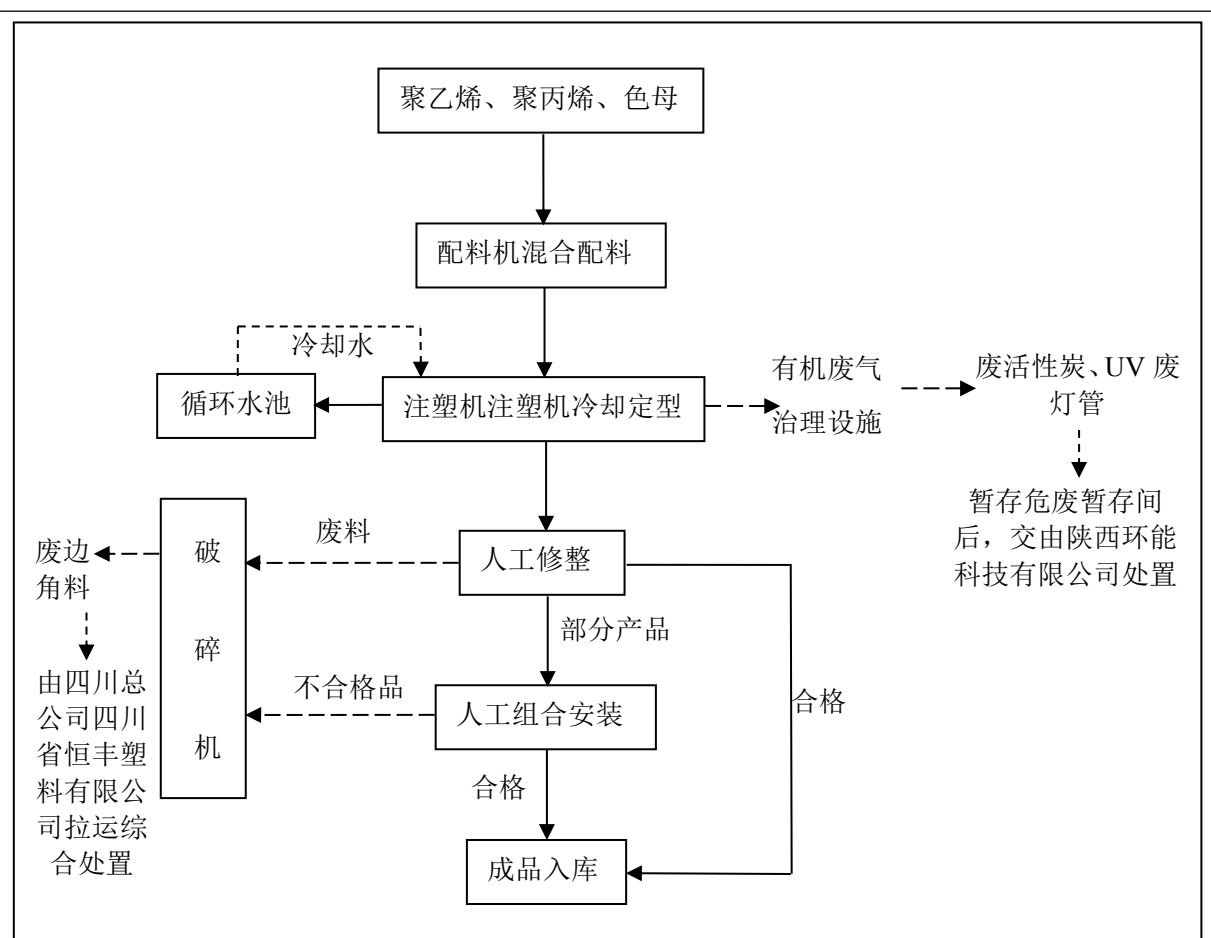 聚乙烯、聚丙烯、色母
配料机混合配料
冷却水
循环水池
注塑机注塑机冷却定型
有机废气
治理设施
废活性炭、UV 废
灯管
暂存危废暂存间
后，交由陕西环能
科技有限公司处置
废料
人工修整
破
碎
机
废边
角料
部分产品
由四川总
公司四川
省恒丰塑
料有限公
司拉运综
合处置
不合格品
人工组合安装
合格
合格
成品入库